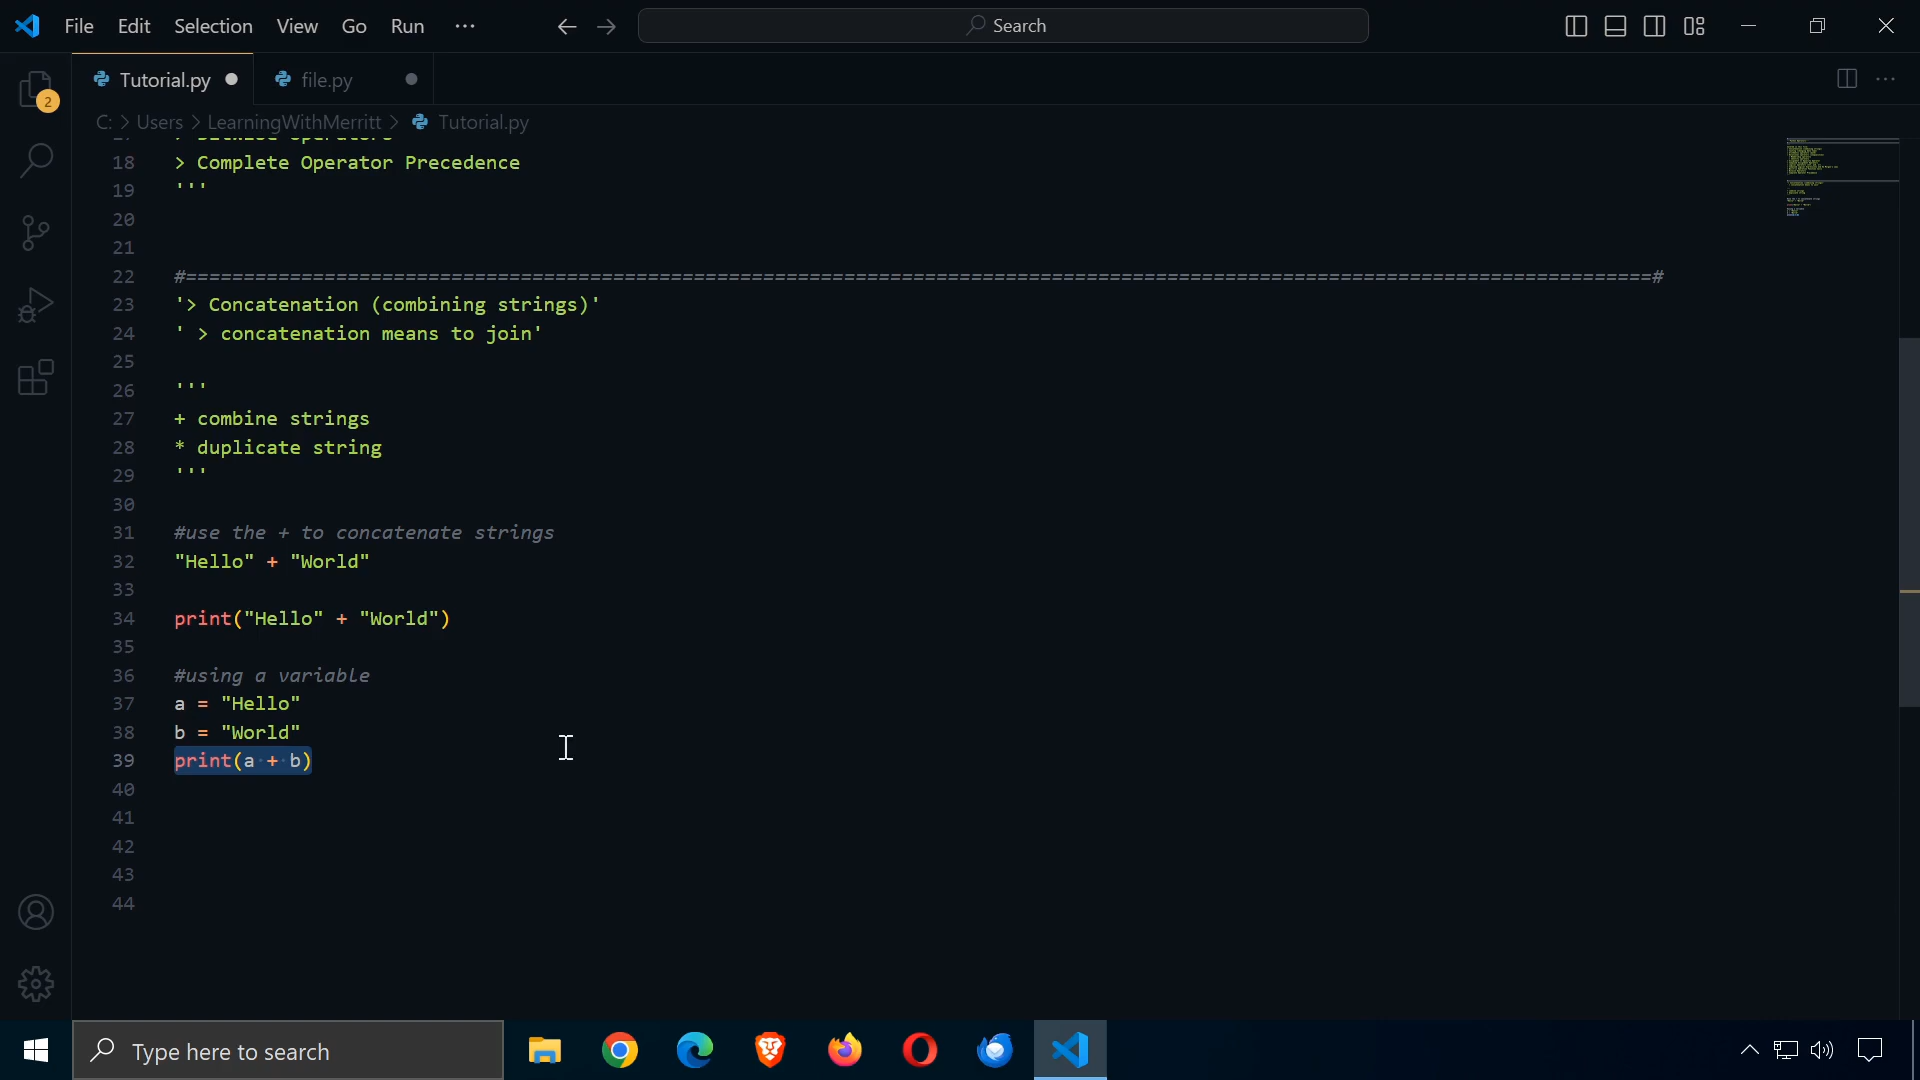 File Edit Selection View Go Run ···
Search
Tutorial.py
file.py
2
C: > Users > LearningWithMerritt > Tutorial.py
18 > Complete Operator Precedence
19 '''
20
21
22 #===============================================================================================================================#
23 '> Concatenation (combining strings)'
24 ' > concatenation means to join'
25
26 '''
27 + combine strings
28 * duplicate string
29 '''
30
31 #use the + to concatenate strings
32 "Hello" + "World"
33
34 print("Hello" + "World")
35
36 #using a variable
37 a = "Hello"
38 b = "World"
39 print(a + b)
40
41
42
43
44
Type here to search